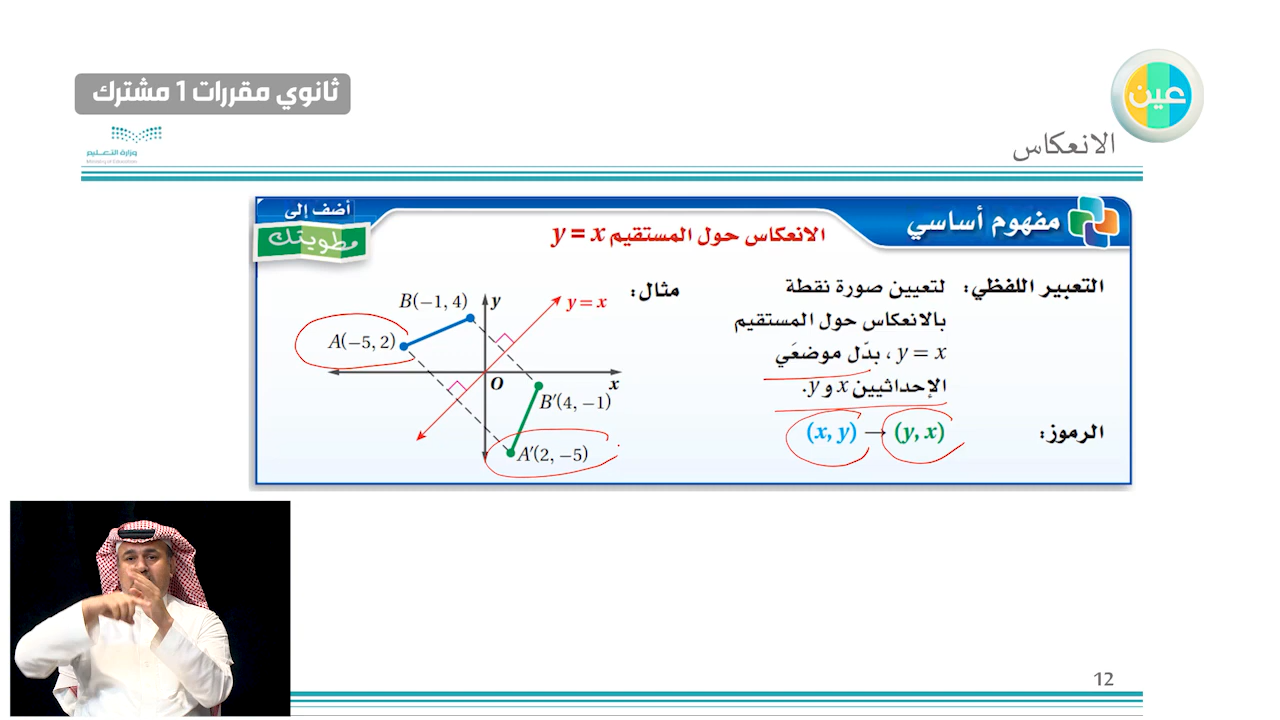 ثانوي مقررات 1 مشترك
عين
وزارة التعليم
Ministry of Education
الانعكاس
مفهوم أساسي
أضف إلى
مطويتك
الانعكاس حول المستقيم y = x
التعبير اللفظي: لتعيين صورة نقطة
بالانعكاس حول المستقيم
y = x ، بدّل موضعَي
الإحداثيين x و y.
الرموز: (x, y) → (y, x)
مثال:
B(−1, 4)
y
y = x
A(−5, 2)
O
x
B′(4, −1)
A′(2, −5)
12